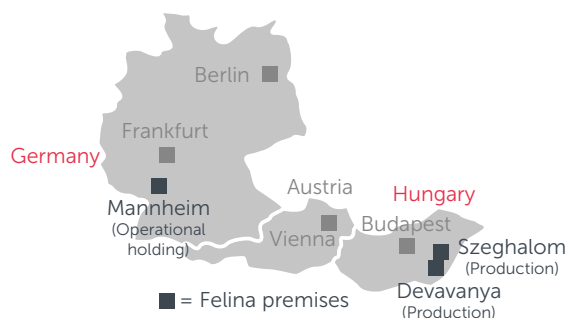 Berlin
Frankfurt
Germany
Austria
Hungary
Mannheim
(Operational
holding)
Vienna
Budapest
Szeghalom
(Production)
Devavanya
(Production)
= Felina premises